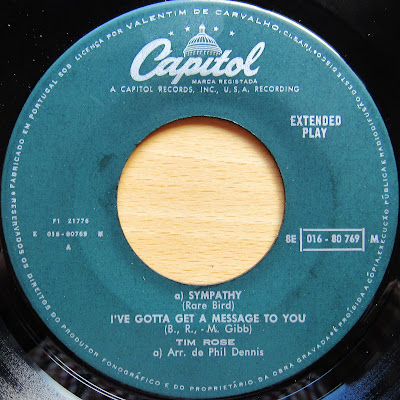 FABRICADO EM PORTUGAL SOB LICENÇA POR VALENTIM DE CARVALHO, C.I. SARL
Capitol
MARCA REGISTADA
A CAPITOL RECORDS, INC., U.S.A. RECORDING
EXTENDED
PLAY
F1 21776
E 016-80769 M
A
SE 016 - 80 769 M
a) SYMPATHY
(Rare Bird)
I'VE GOTTA GET A MESSAGE TO YOU
(B., R., - M. Gibb)
TIM ROSE
a) Arr. de Phil Dennis
RESERVADOS OS DIREITOS DO PRODUTOR FONOGRÁFICO E DO PROPRIETÁRIO DA OBRA GRAVADA É PROIBIDA A CÓPIA, EXECUÇÃO PÚBLICA E RADIODIFUSÃO DESTE DISCO